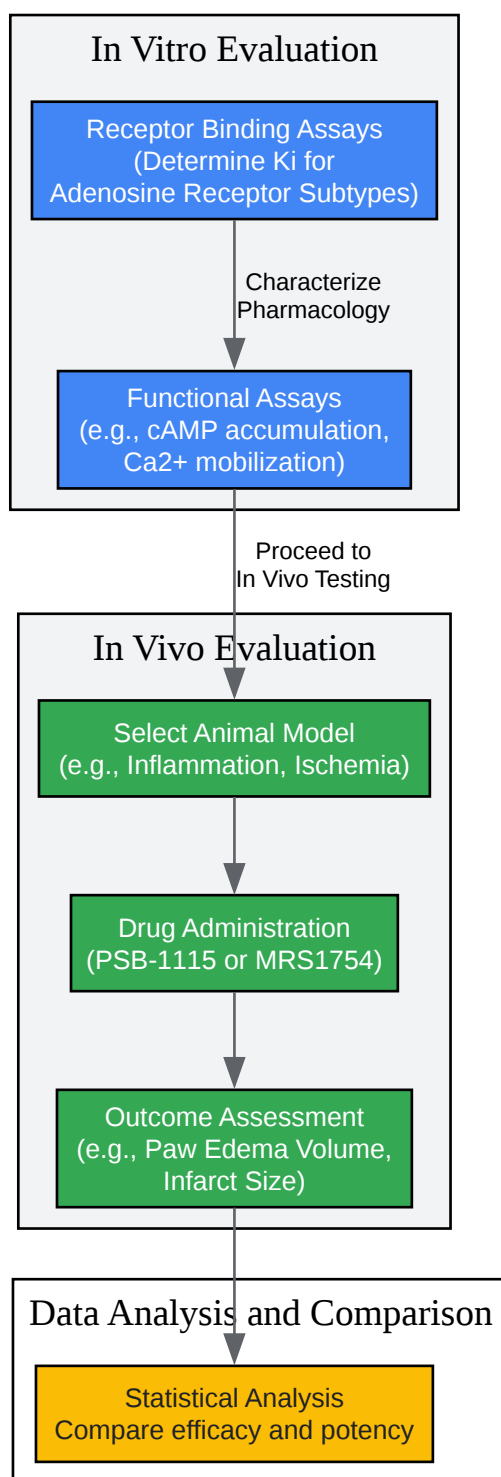 In Vitro Evaluation
Receptor Binding Assays
(Determine Ki for
Adenosine Receptor Subtypes)
Characterize
Pharmacology
Functional Assays
(e.g., cAMP accumulation,
Ca2+ mobilization)
Proceed to
In Vivo Testing
In Vivo Evaluation
Select Animal Model
(e.g., Inflammation, Ischemia)
Drug Administration
(PSB-1115 or MRS1754)
Outcome Assessment
(e.g., Paw Edema Volume,
Infarct Size)
Data Analysis and Comparison
Statistical Analysis
Compare efficacy and potency